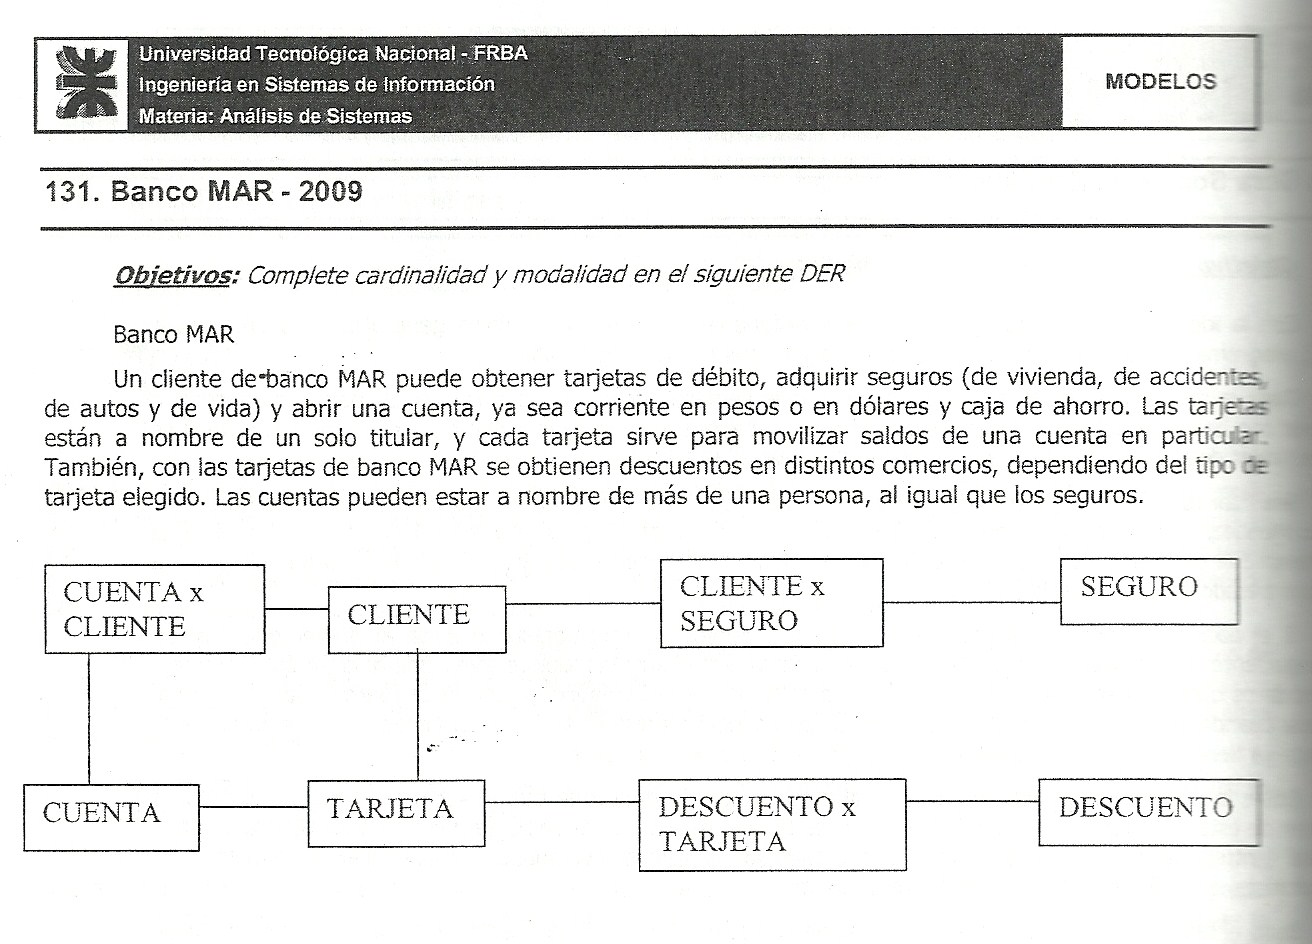 Universidad Tecnológica Nacional - FRBA
Ingeniería en Sistemas de Información
Materia: Análisis de Sistemas
MODELOS
131. Banco MAR - 2009
Objetivos: Complete cardinalidad y modalidad en el siguiente DER
Banco MAR
Un cliente de banco MAR puede obtener tarjetas de débito, adquirir seguros (de vivienda, de accidentes,
de autos y de vida) y abrir una cuenta, ya sea corriente en pesos o en dólares y caja de ahorro. Las tarjetas
están a nombre de un solo titular, y cada tarjeta sirve para movilizar saldos de una cuenta en particular.
También, con las tarjetas de banco MAR se obtienen descuentos en distintos comercios, dependiendo del tipo de
tarjeta elegido. Las cuentas pueden estar a nombre de más de una persona, al igual que los seguros.
CUENTA x
CLIENTE
CLIENTE
CLIENTE x
SEGURO
SEGURO
CUENTA
TARJETA
DESCUENTO x
TARJETA
DESCUENTO